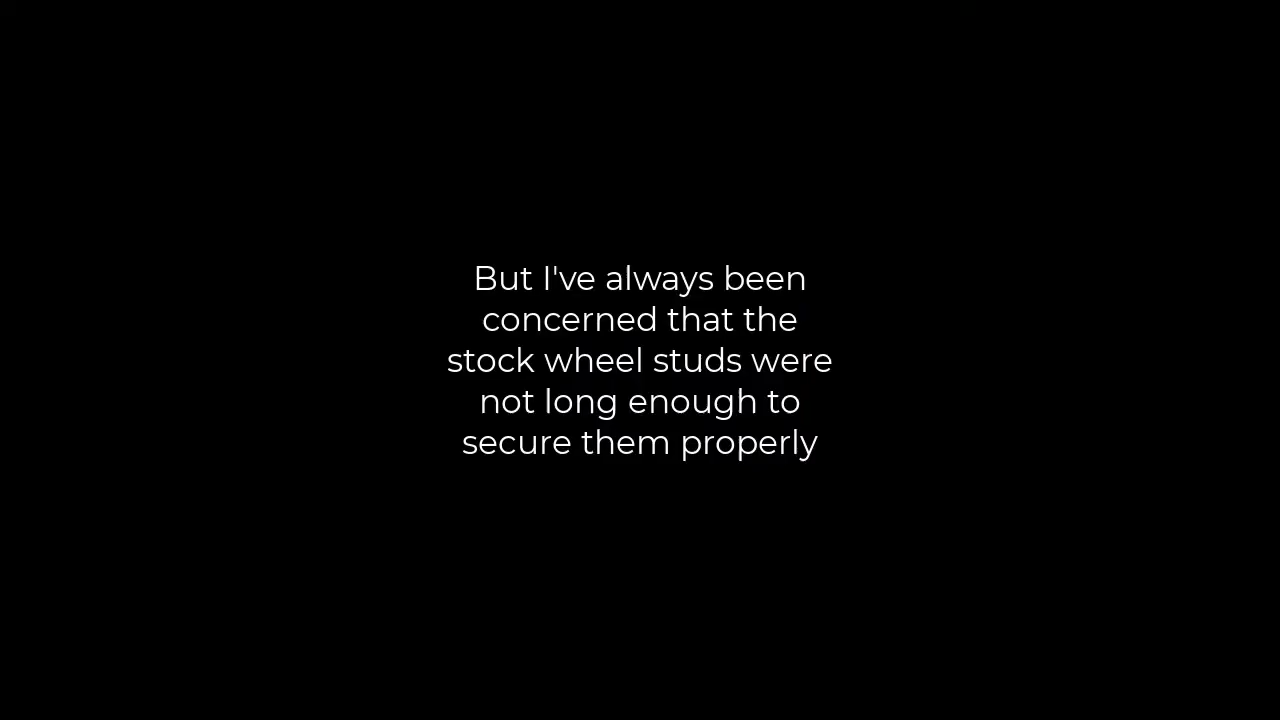 But I've always been
concerned that the
stock wheel studs were
not long enough to
secure them properly